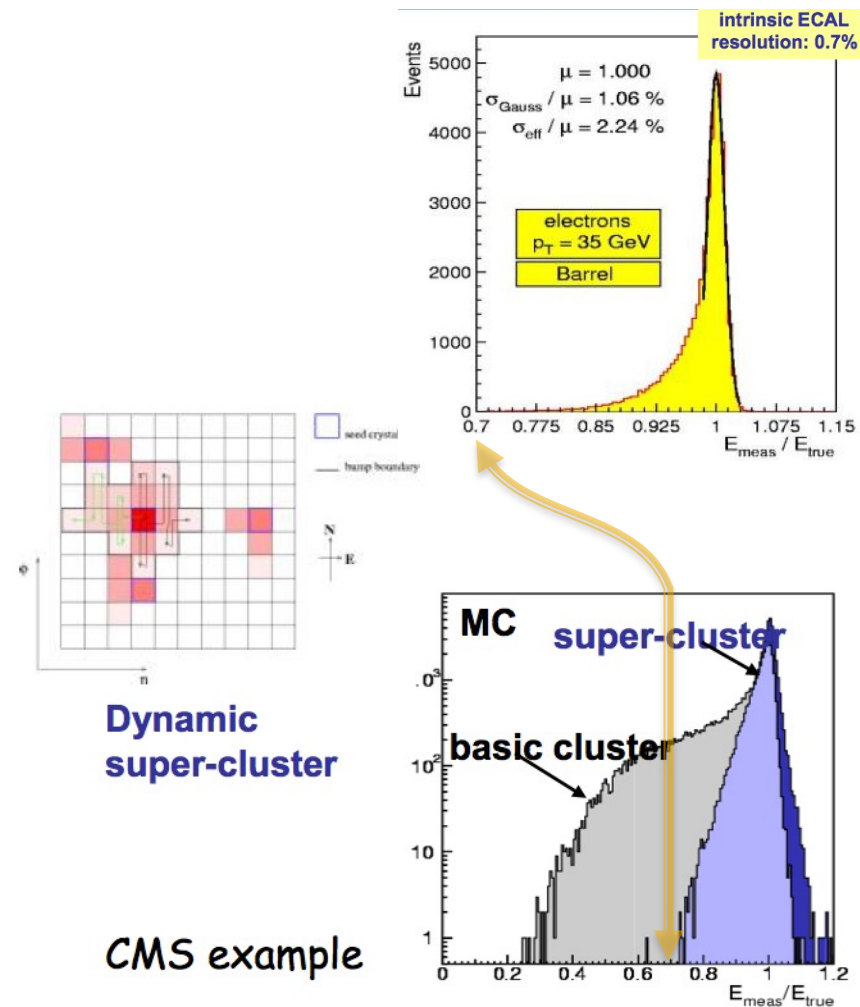 intrinsic ECAL
resolution: 0.7%
Events
5000
4000
3000
2000
1000
0
μ = 1.000
σGauss / μ = 1.06 %
σeff / μ = 2.24 %
electrons
pT = 35 GeV
Barrel
0.7 0.775 0.85 0.925 1 1.075 1.15
Emeas / Etrue
seed crystal
bump boundary
N
E
φ
η
Dynamic
super-cluster
CMS example
MC
super-cluster
basic cluster
.0³
10²
10
1
0 0.2 0.4 0.6 0.8 1 1.2
Emeas/Etrue